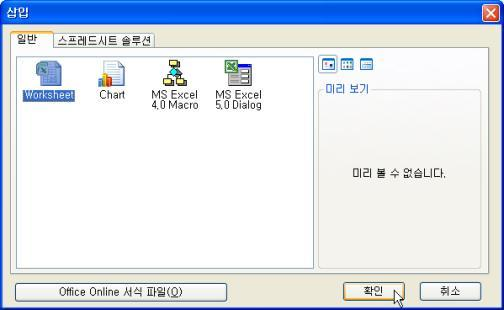 삽입
일반
스프레드시트 솔루션
Worksheet
Chart
MS Excel
4.0 Macro
MS Excel
5.0 Dialog
미리 보기
미리 볼 수 없습니다.
Office Online 서식 파일(O)
확인
취소